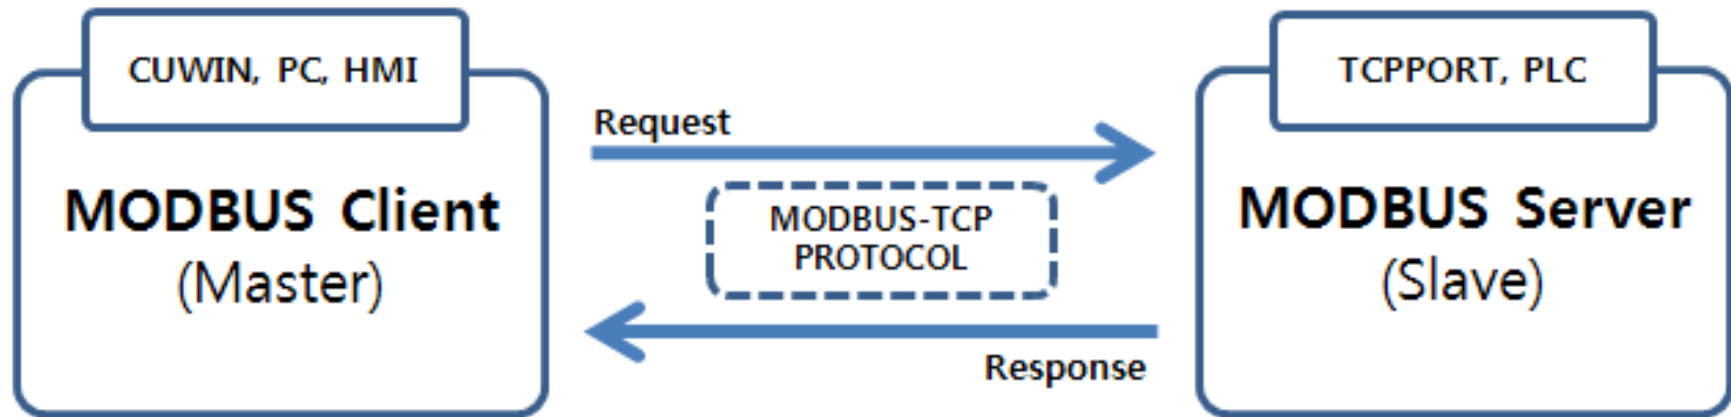 CUWIN, PC, HMI
MODBUS Client
(Master)
Request
MODBUS-TCP
PROTOCOL
Response
TCPPORT, PLC
MODBUS Server
(Slave)